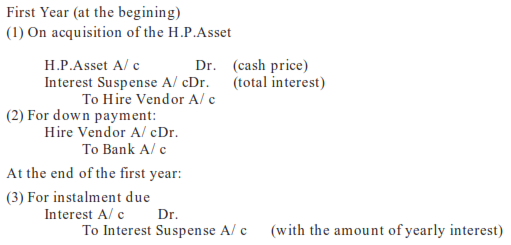 First Year (at the begining)
(1) On acquisition of the H.P.Asset
H.P.Asset A/ c Dr. (cash price)
Interest Suspense A/ cDr. (total interest)
To Hire Vendor A/ c
(2) For down payment:
Hire Vendor A/ cDr.
To Bank A/ c
At the end of the first year:
(3) For instalment due
Interest A/ c Dr.
To Interest Suspense A/ c (with the amount of yearly interest)